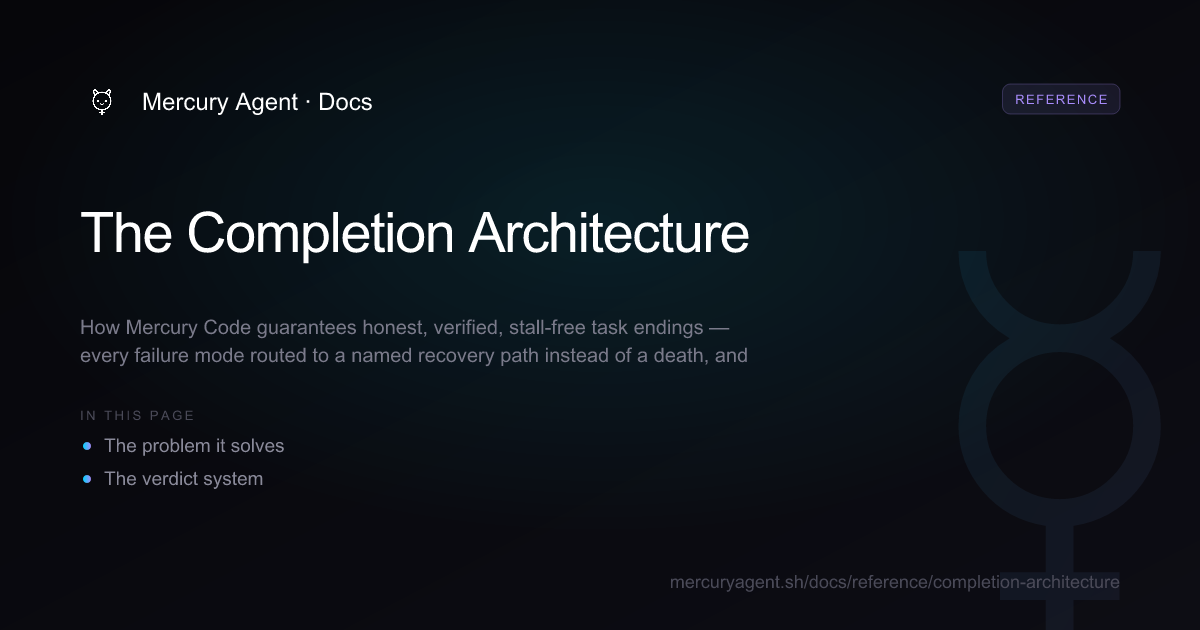 Mercury Agent · Docs
REFERENCE
The Completion Architecture
How Mercury Code guarantees honest, verified, stall-free task endings —
every failure mode routed to a named recovery path instead of a death, and
IN THIS PAGE
The problem it solves
The verdict system
mercuryagent.sh/docs/reference/completion-architecture